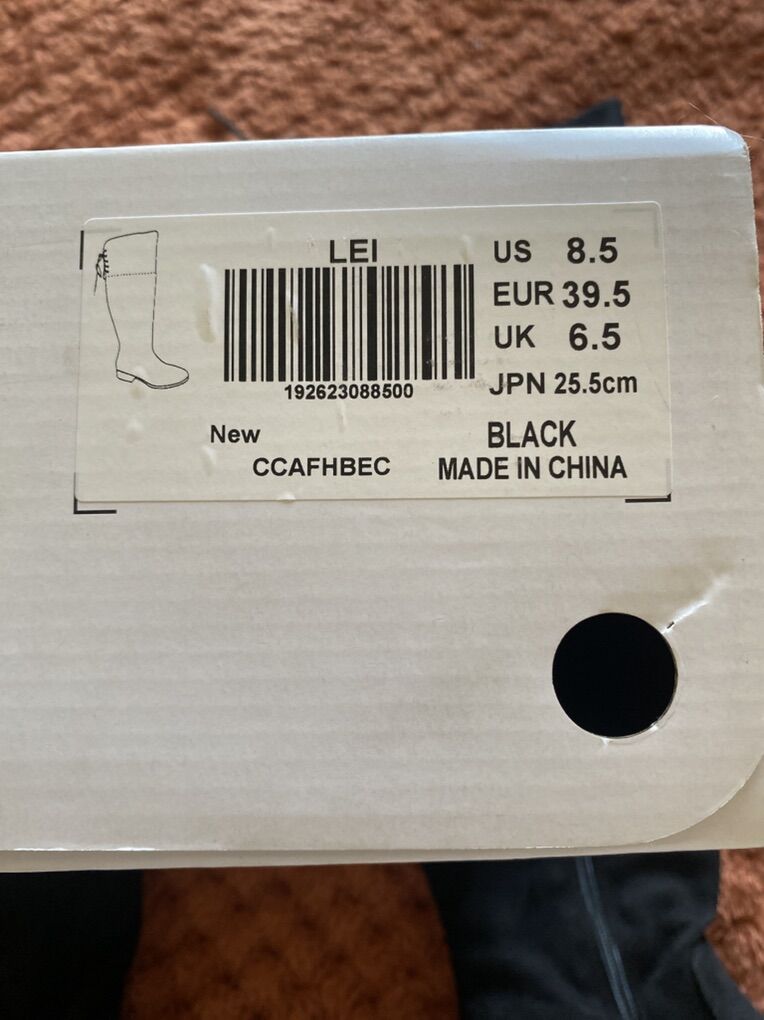 LEI
192623088500
US 8.5
EUR 39.5
UK 6.5
JPN 25.5cm
New
CCAFHBEC
BLACK
MADE IN CHINA